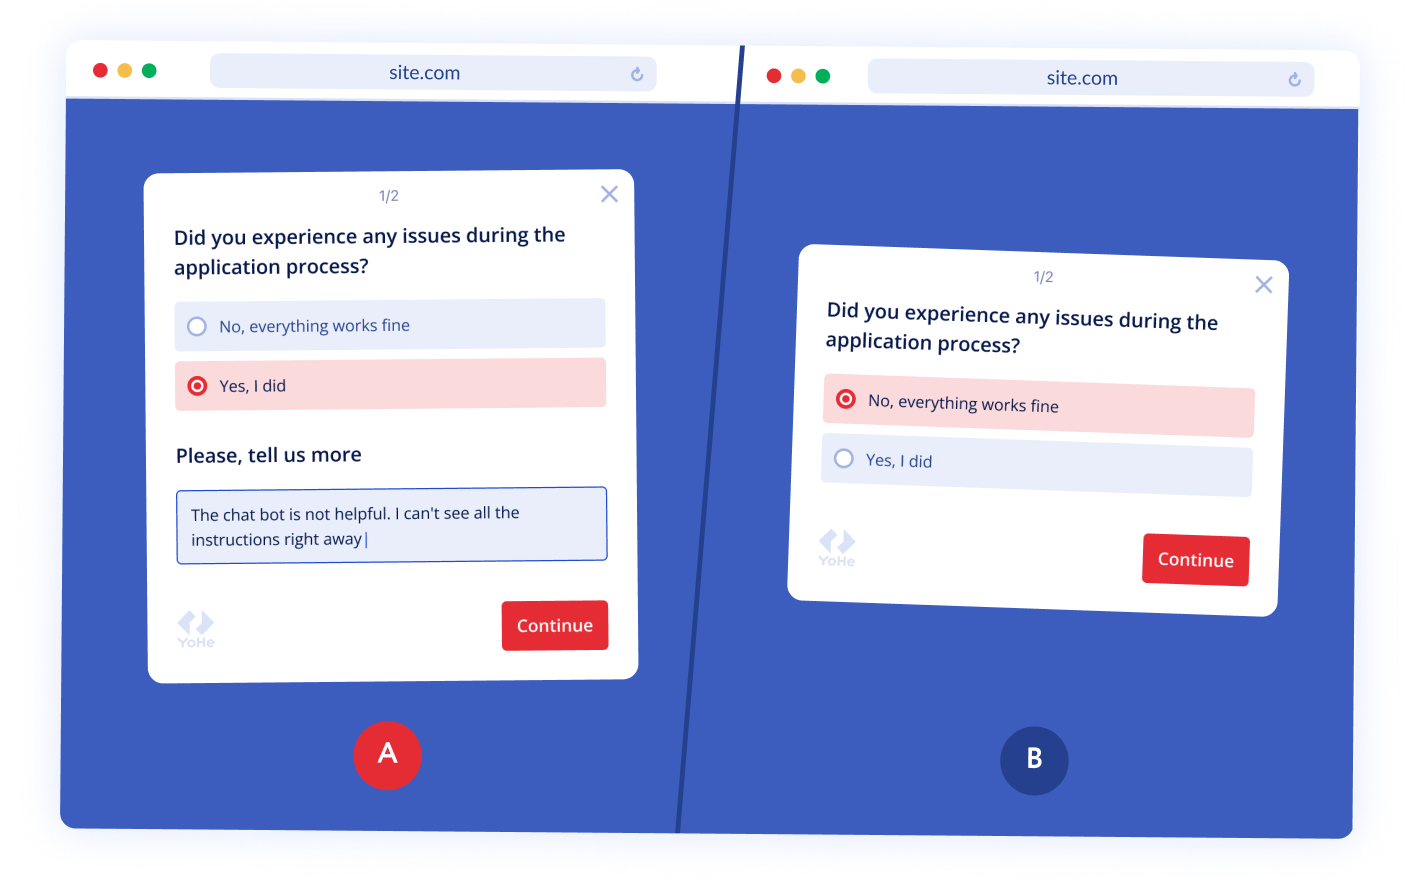 site.com
1/2
Did you experience any issues during the
application process?
No, everything works fine
Yes, I did
Please, tell us more
The chat bot is not helpful. I can't see all the
instructions right away
YoHe
Continue
A
site.com
1/2
Did you experience any issues during the
application process?
No, everything works fine
Yes, I did
YoHe
Continue
B